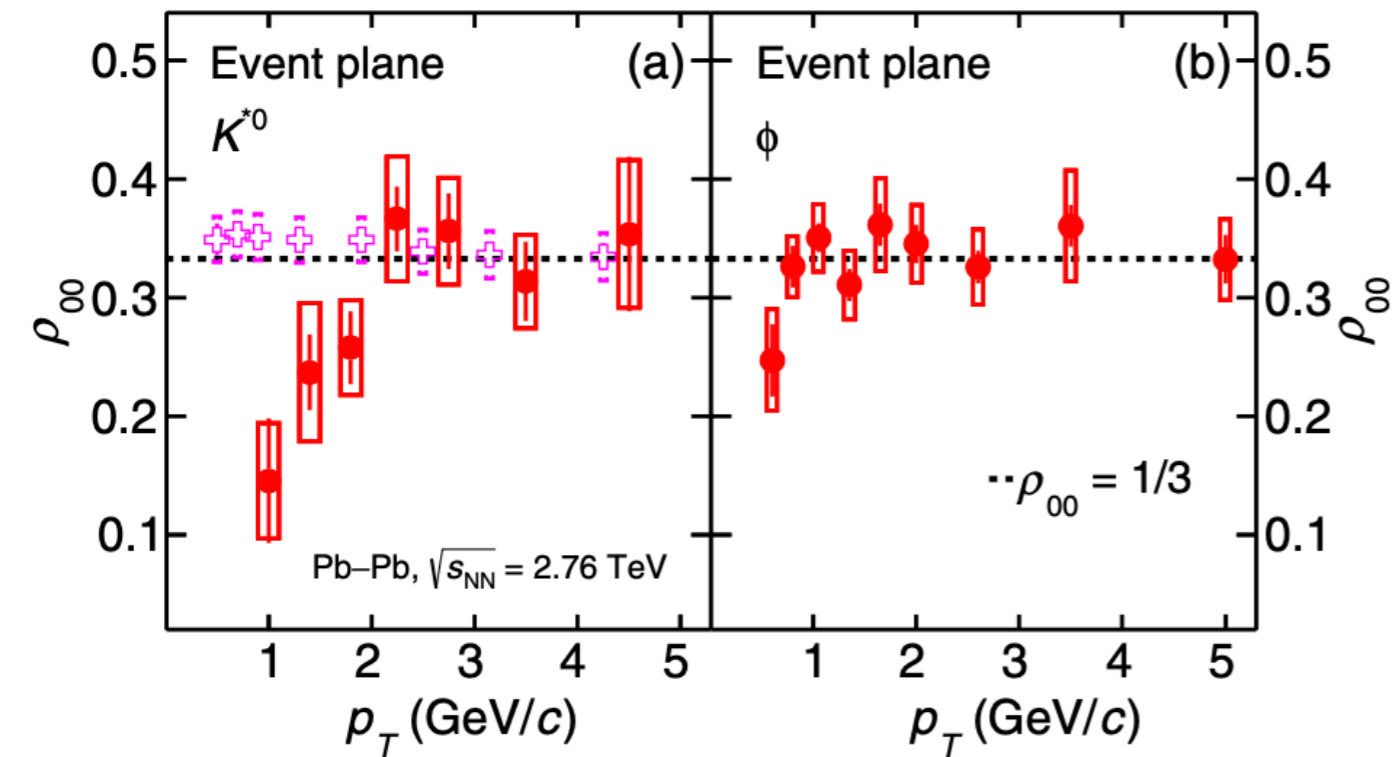 Event plane (a)
K*0
0.5
0.4
0.3
0.2
0.1
ρ00
Pb–Pb, √sNN = 2.76 TeV
1 2 3 4 5
pT (GeV/c)
Event plane (b)
ϕ
0.5
0.4
0.3
0.2
0.1
ρ00
ρ00 = 1/3
1 2 3 4 5
pT (GeV/c)